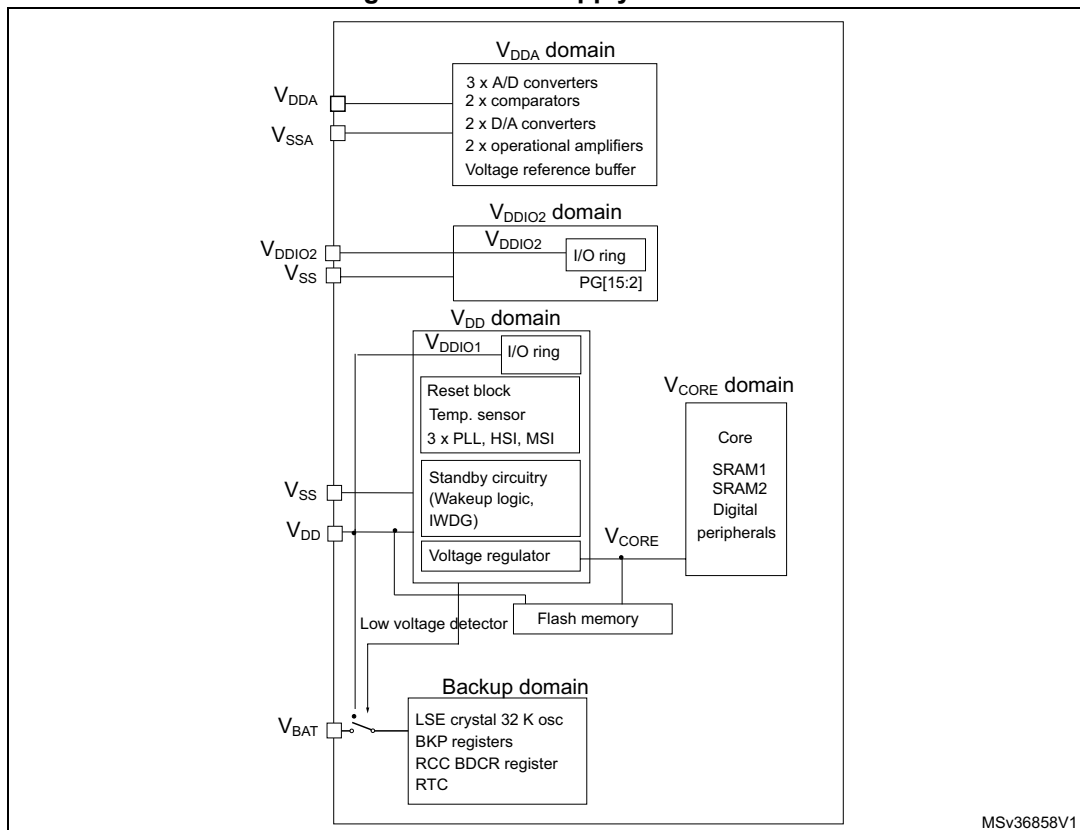 V_DDA domain
V_DDA
V_SSA
3 x A/D converters
2 x comparators
2 x D/A converters
2 x operational amplifiers
Voltage reference buffer
V_DDIO2 domain
V_DDIO2
V_SS
V_DDIO2
I/O ring
PG[15:2]
V_DD domain
V_DDIO1
I/O ring
Reset block
Temp. sensor
3 x PLL, HSI, MSI
V_SS
V_DD
Standby circuitry
(Wakeup logic,
IWDG)
Voltage regulator
V_CORE
V_CORE domain
Core
SRAM1
SRAM2
Digital
peripherals
Low voltage detector
Flash memory
Backup domain
V_BAT
LSE crystal 32 K osc
BKP registers
RCC BDCR register
RTC
MSv36858V1